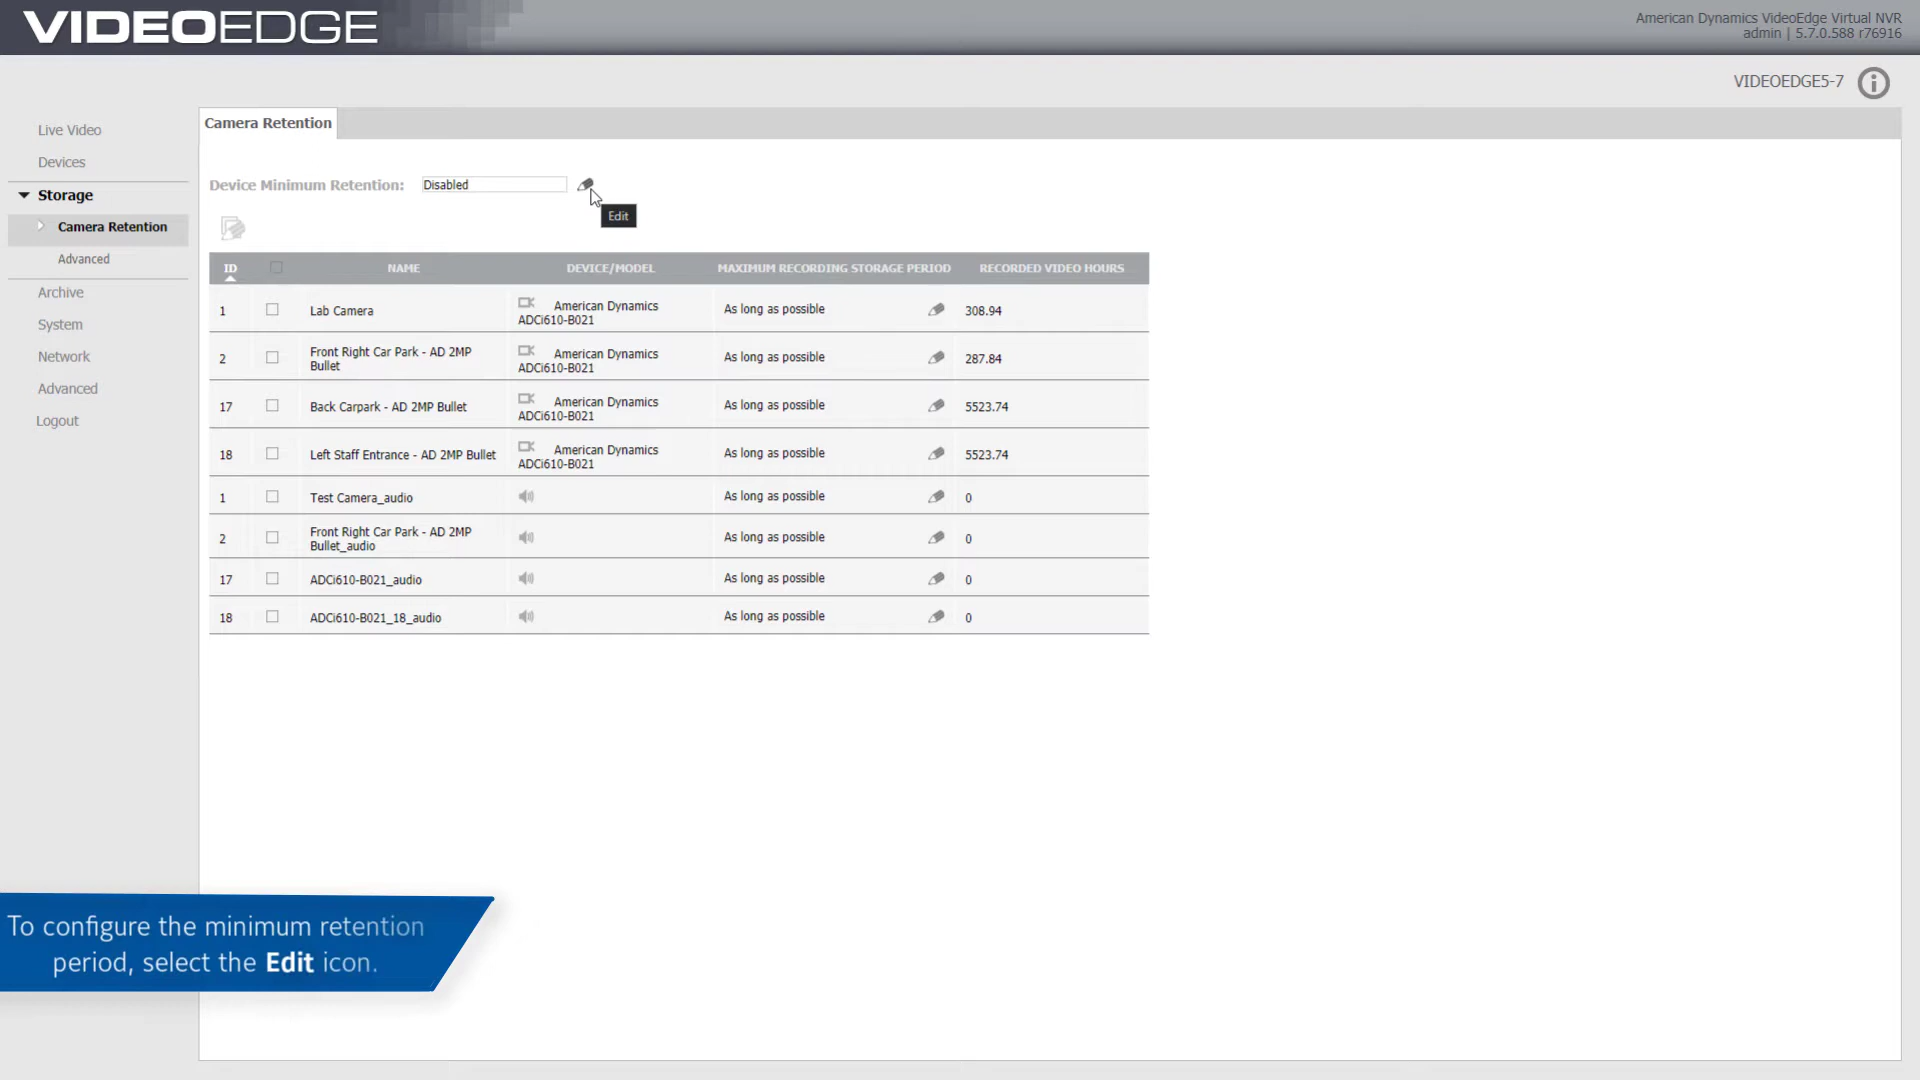 VIDEOEDGE
American Dynamics VideoEdge Virtual NVR
admin | 5.7.0.588 r76916
VIDEOEDGE5-7
Live Video
Devices
Storage
Camera Retention
Advanced
Archive
System
Network
Advanced
Logout
Camera Retention
Device Minimum Retention: Disabled
Edit
ID NAME DEVICE/MODEL MAXIMUM RECORDING STORAGE PERIOD RECORDED VIDEO HOURS
1 Lab Camera American Dynamics ADCi610-B021 As long as possible 308.94
2 Front Right Car Park - AD 2MP Bullet American Dynamics ADCi610-B021 As long as possible 287.84
17 Back Carpark - AD 2MP Bullet American Dynamics ADCi610-B021 As long as possible 5523.74
18 Left Staff Entrance - AD 2MP Bullet American Dynamics ADCi610-B021 As long as possible 5523.74
1 Test Camera_audio As long as possible 0
2 Front Right Car Park - AD 2MP Bullet_audio As long as possible 0
17 ADCi610-B021_audio As long as possible 0
18 ADCi610-B021_18_audio As long as possible 0
To configure the minimum retention
period, select the Edit icon.